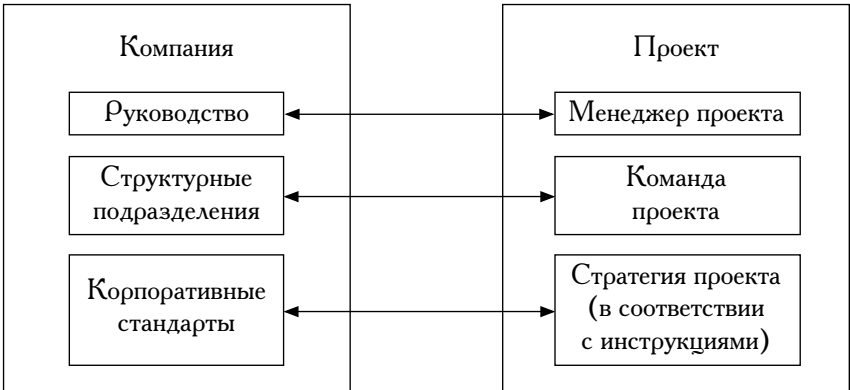 Компания
Проект
Руководство
Менеджер проекта
Структурные
подразделения
Команда
проекта
Корпоративные
стандарты
Стратегия проекта
(в соответствии
с инструкциями)